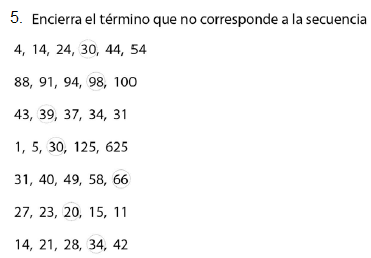 5. Encierra el término que no corresponde a la secuencia
4, 14, 24, 30, 44, 54
88, 91, 94, 98, 100
43, 39, 37, 34, 31
1, 5, 30, 125, 625
31, 40, 49, 58, 66
27, 23, 20, 15, 11
14, 21, 28, 34, 42